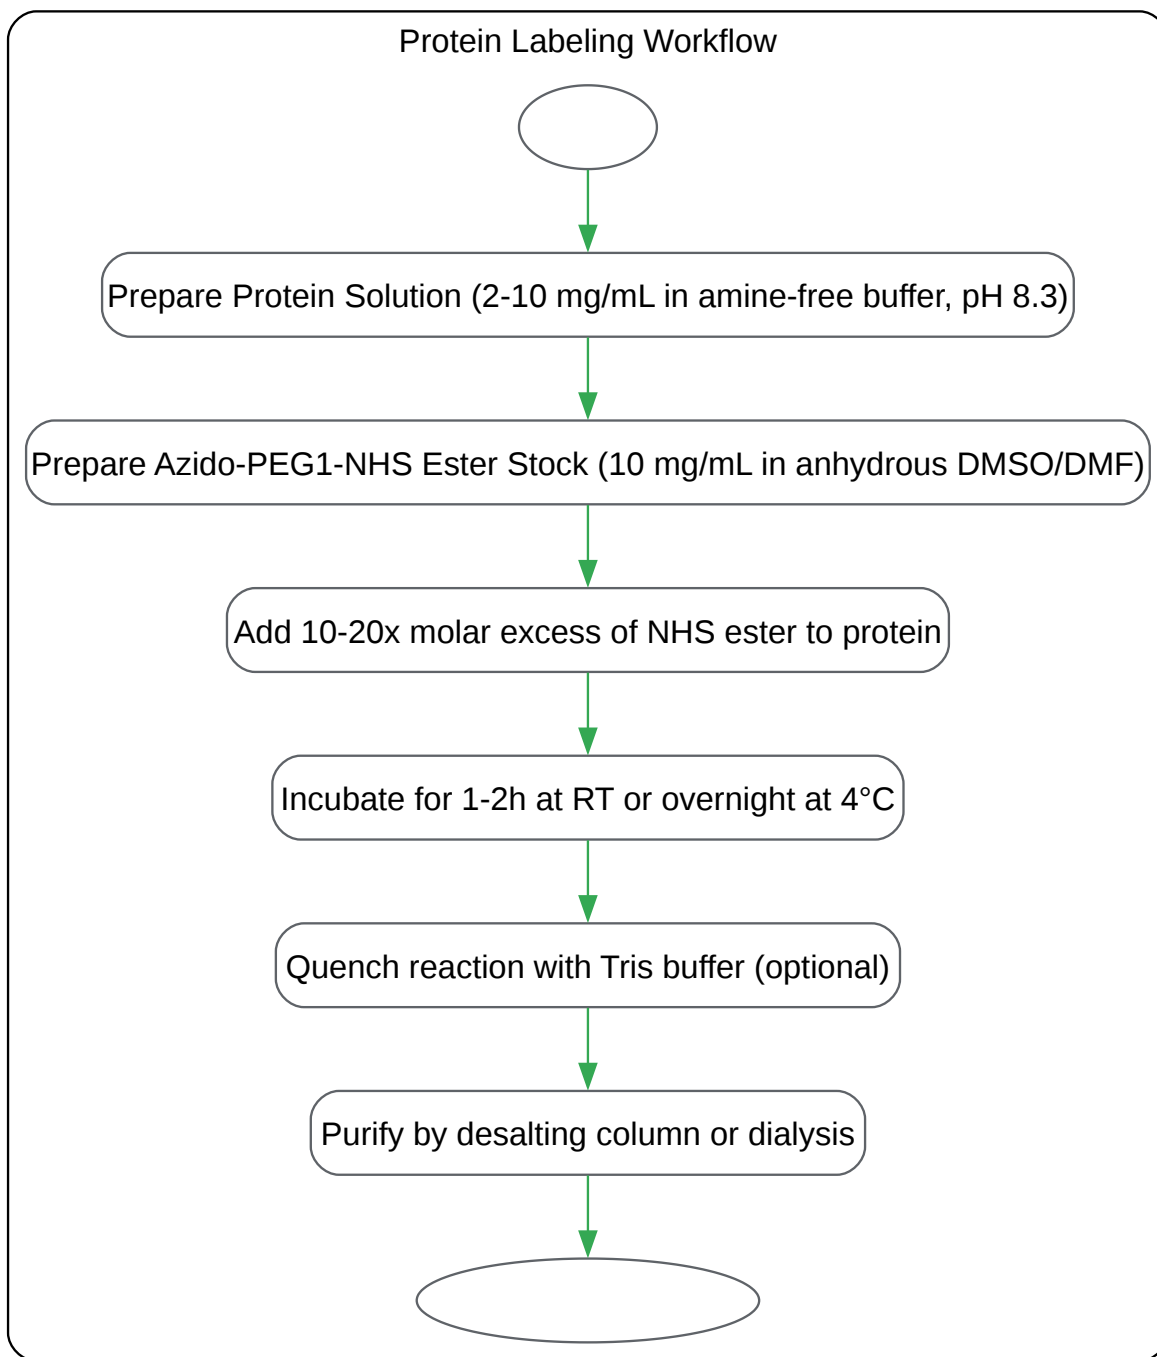 Protein Labeling Workflow
Prepare Protein Solution (2-10 mg/mL in amine-free buffer, pH 8.3)
Prepare Azido-PEG1-NHS Ester Stock (10 mg/mL in anhydrous DMSO/DMF)
Add 10-20x molar excess of NHS ester to protein
Incubate for 1-2h at RT or overnight at 4°C
Quench reaction with Tris buffer (optional)
Purify by desalting column or dialysis